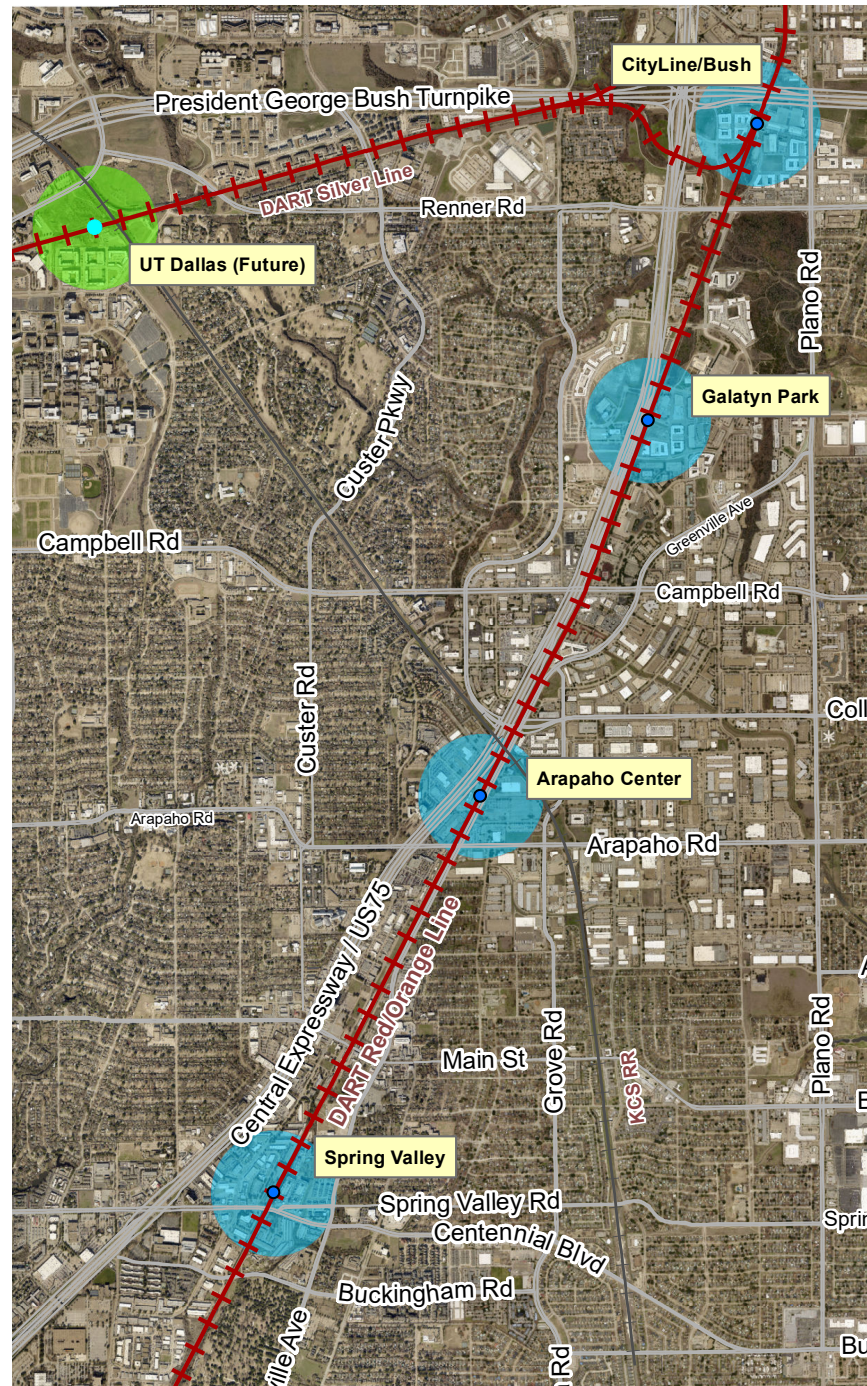 CityLine/Bush
President George Bush Turnpike
DART Silver Line
Renner Rd
UT Dallas (Future)
Plano Rd
Galatyn Park
Custer Pkwy
Greenville Ave
Campbell Rd
Campbell Rd
Custer Rd
Coll
Arapaho Center
Arapaho Rd
Arapaho Rd
Central Expressway / US75
DART Red/Orange Line
A
Plano Rd
Grove Rd
Main St
KCS RR
E
Spring Valley
Spring Valley Rd
Sprin
Centennial Blvd
Buckingham Rd
ville Ave
Rd
Bu